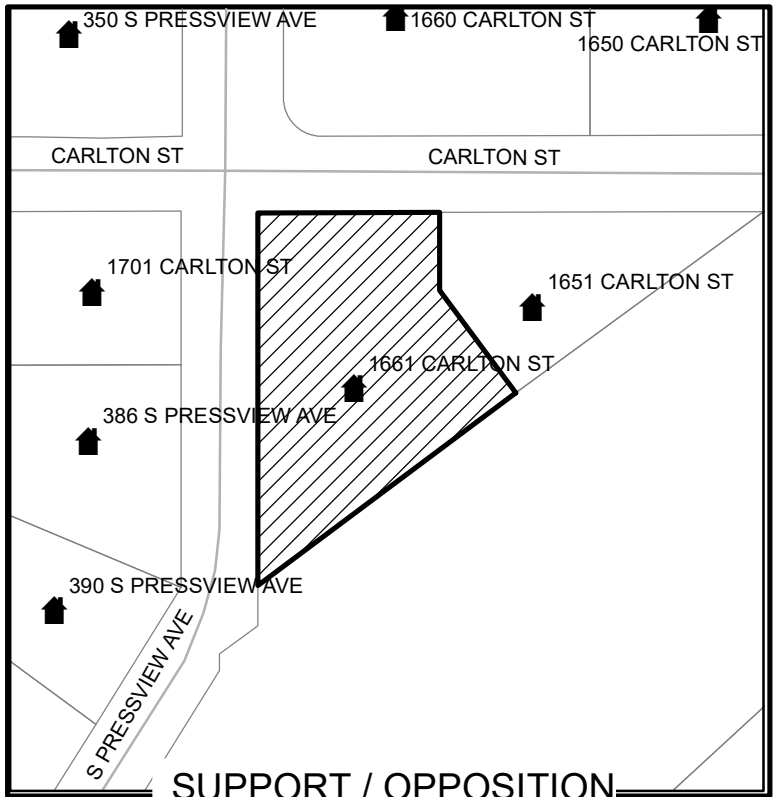 350 S PRESSVIEW AVE
1660 CARLTON ST
1650 CARLTON ST
CARLTON ST
CARLTON ST
1701 CARLTON ST
1651 CARLTON ST
1661 CARLTON ST
386 S PRESSVIEW AVE
390 S PRESSVIEW AVE
S PRESSVIEW AVE
SUPPORT / OPPOSITION